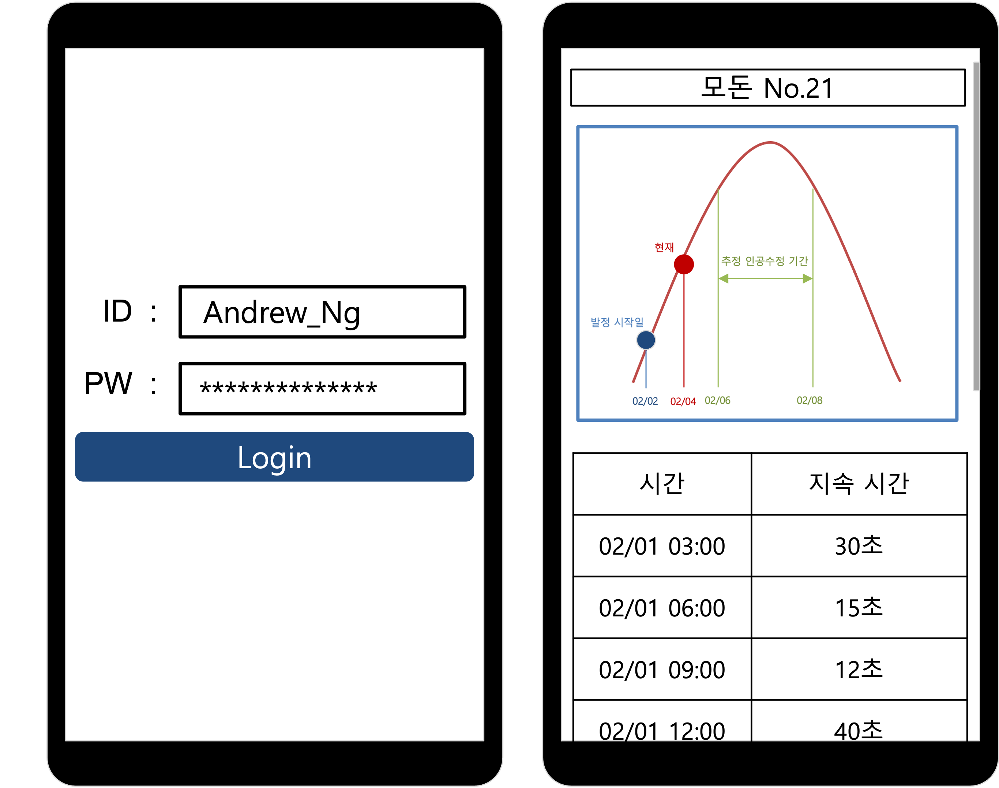 ID :
Andrew_Ng
PW :
**************
Login
모돈 No.21
현재
추정 인공수정 기간
발정 시작일
02/02
02/04
02/06
02/08
시간 지속 시간
02/01 03:00 30초
02/01 06:00 15초
02/01 09:00 12초
02/01 12:00 40초